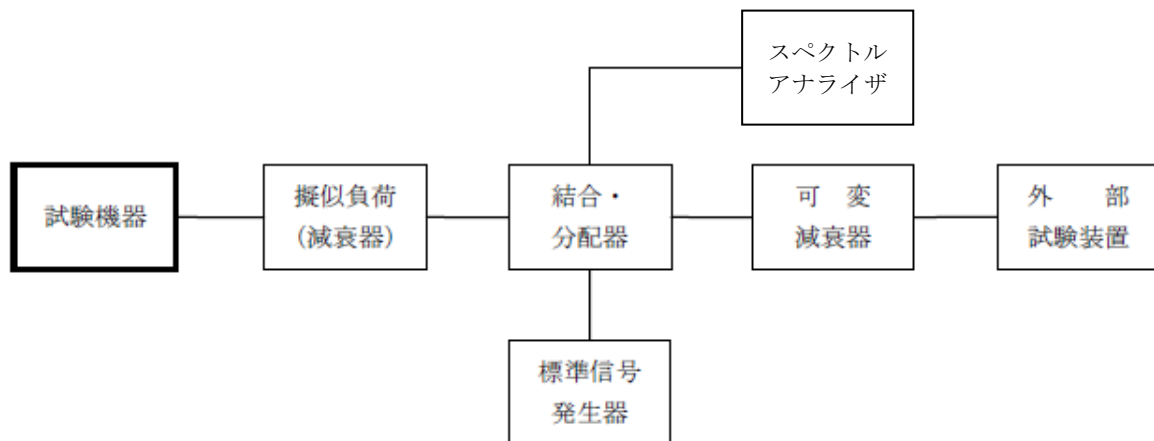 スペクトル
アナライザ
試験機器
擬似負荷
(減衰器)
結合・
分配器
可　変
減衰器
外　部
試験装置
標準信号
発生器